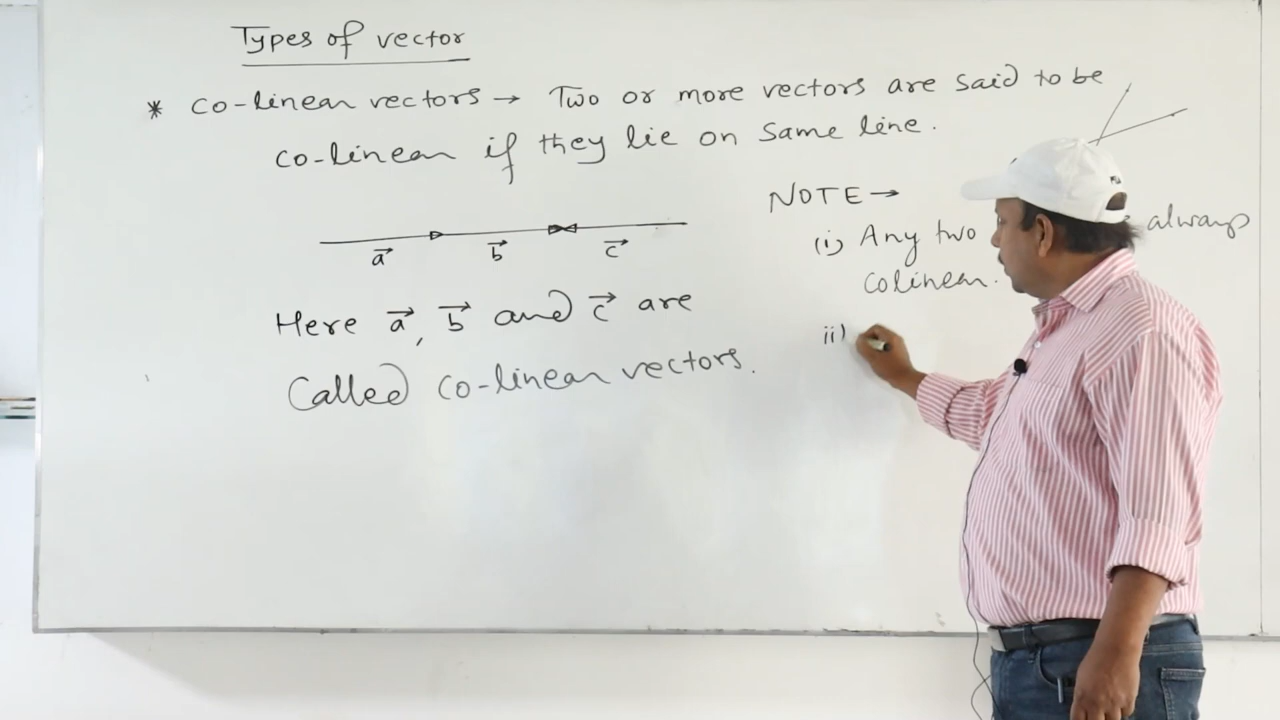 Types of vector
* Co-linear vectors → Two or more vectors are said to be
Co-linear if they lie on same line.
a⃗ b⃗ c⃗
Here a⃗, b⃗ and c⃗ are
Called co-linear vectors.
NOTE →
(i) Any two always
Colinear.
ii)